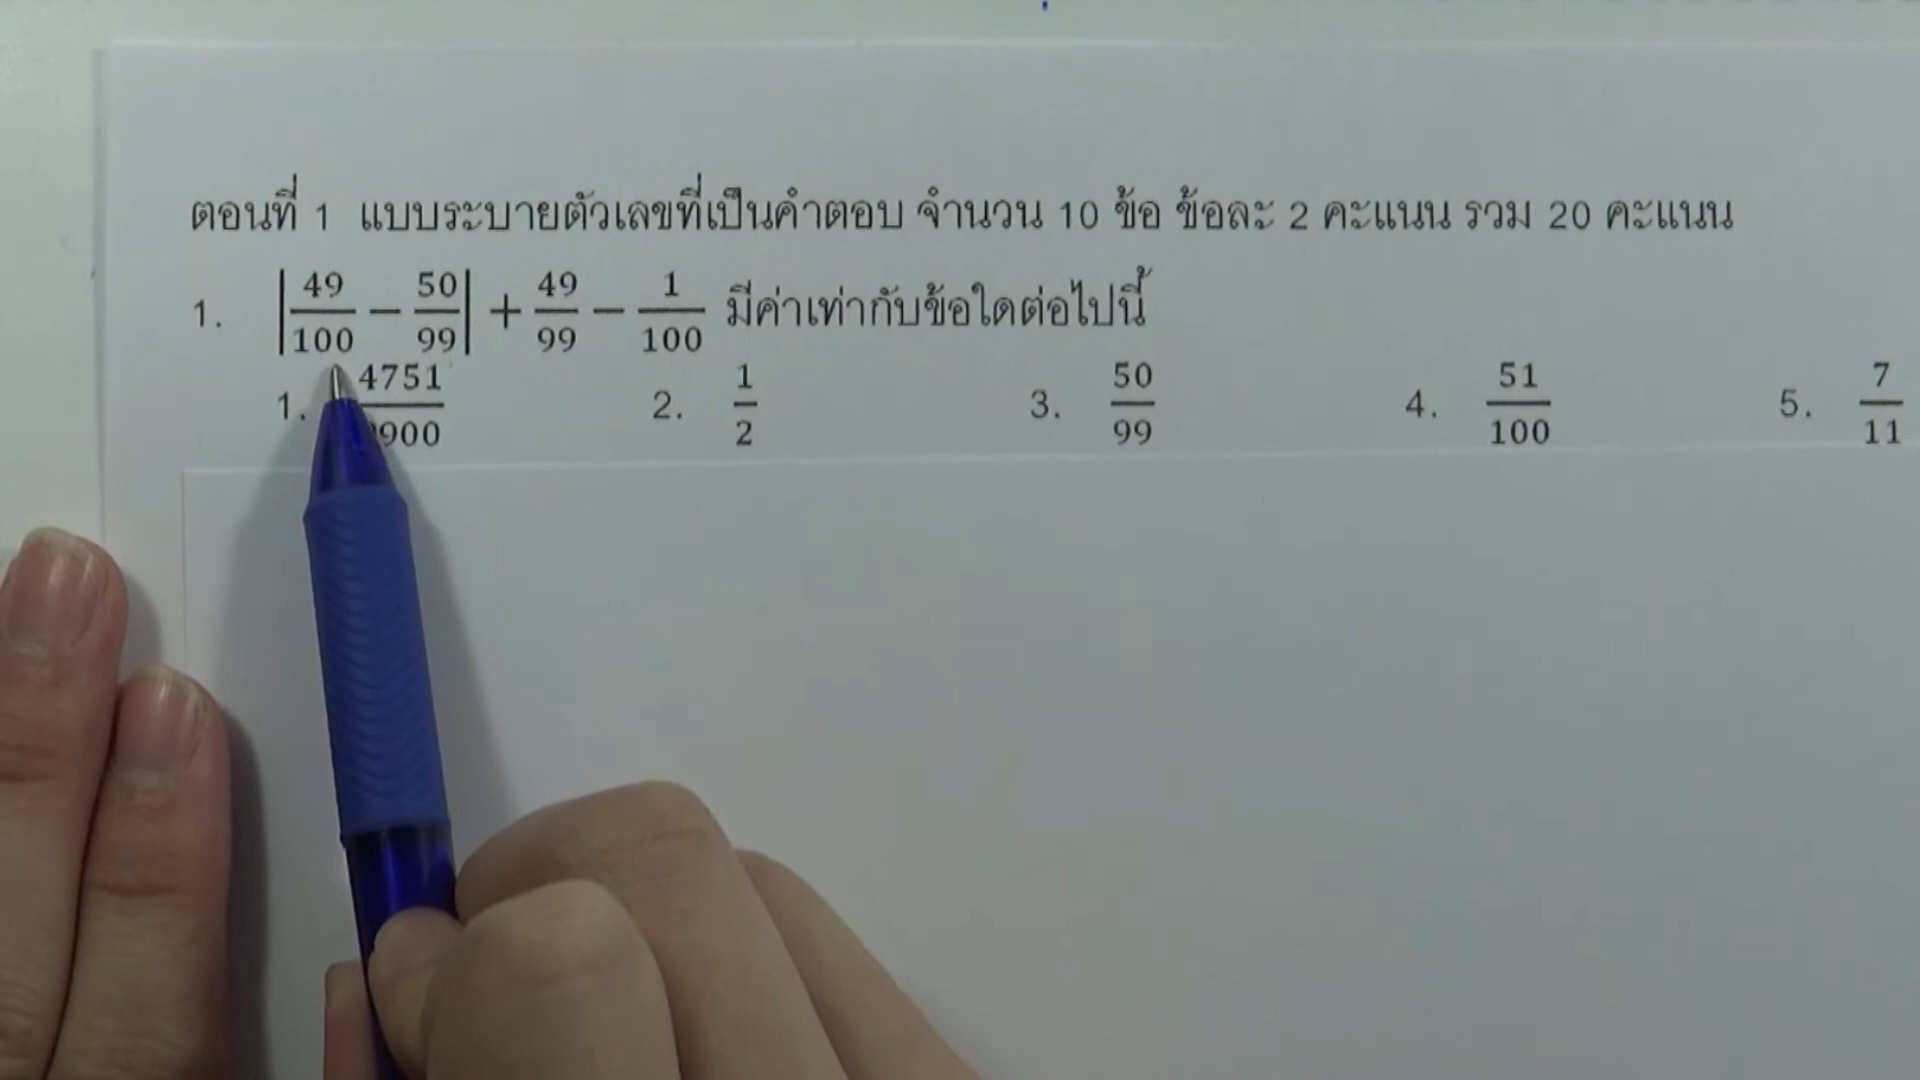 ตอนที่ 1 แบบระบายตัวเลขที่เป็นคำตอบ จำนวน 10 ข้อ ข้อละ 2 คะแนน รวม 20 คะแนน
1. |49/100 − 50/99| + 49/99 − 1/100 มีค่าเท่ากับข้อใดต่อไปนี้
1. 4751/900 2. 1/2 3. 50/99 4. 51/100 5. 7/11